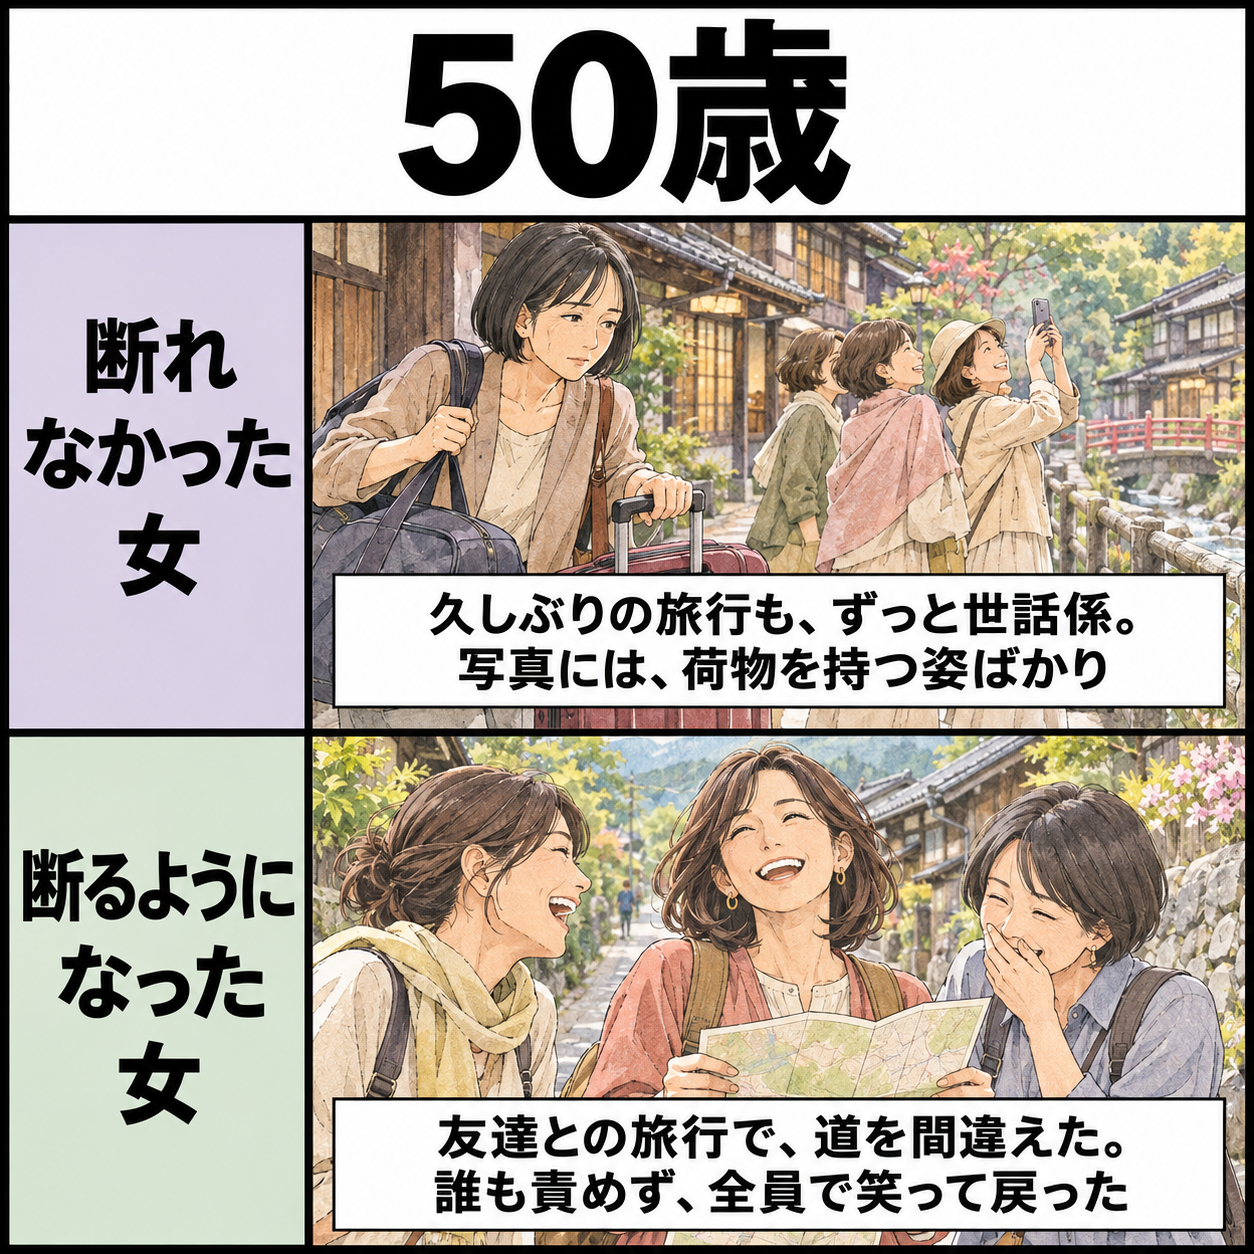 50歳
断れ
なかった
女
久しぶりの旅行も、ずっと世話係。
写真には、荷物を持つ姿ばかり
断るように
なった
女
友達との旅行で、道を間違えた。
誰も責めず、全員で笑って戻った